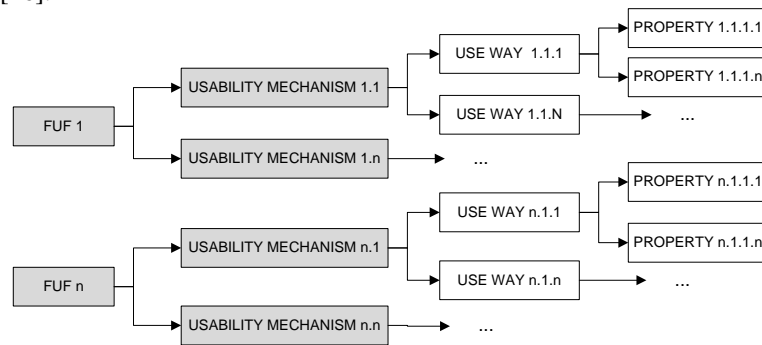 PROPERTY 1.1.1.1
USE WAY 1.1.1
PROPERTY 1.1.1.n
USABILITY MECHANISM 1.1
USE WAY 1.1.N
...
FUF 1
USABILITY MECHANISM 1.n
...
PROPERTY n.1.1.1
USE WAY n.1.1
PROPERTY n.1.1.n
USABILITY MECHANISM n.1
USE WAY n.1.n
...
FUF n
USABILITY MECHANISM n.n
...